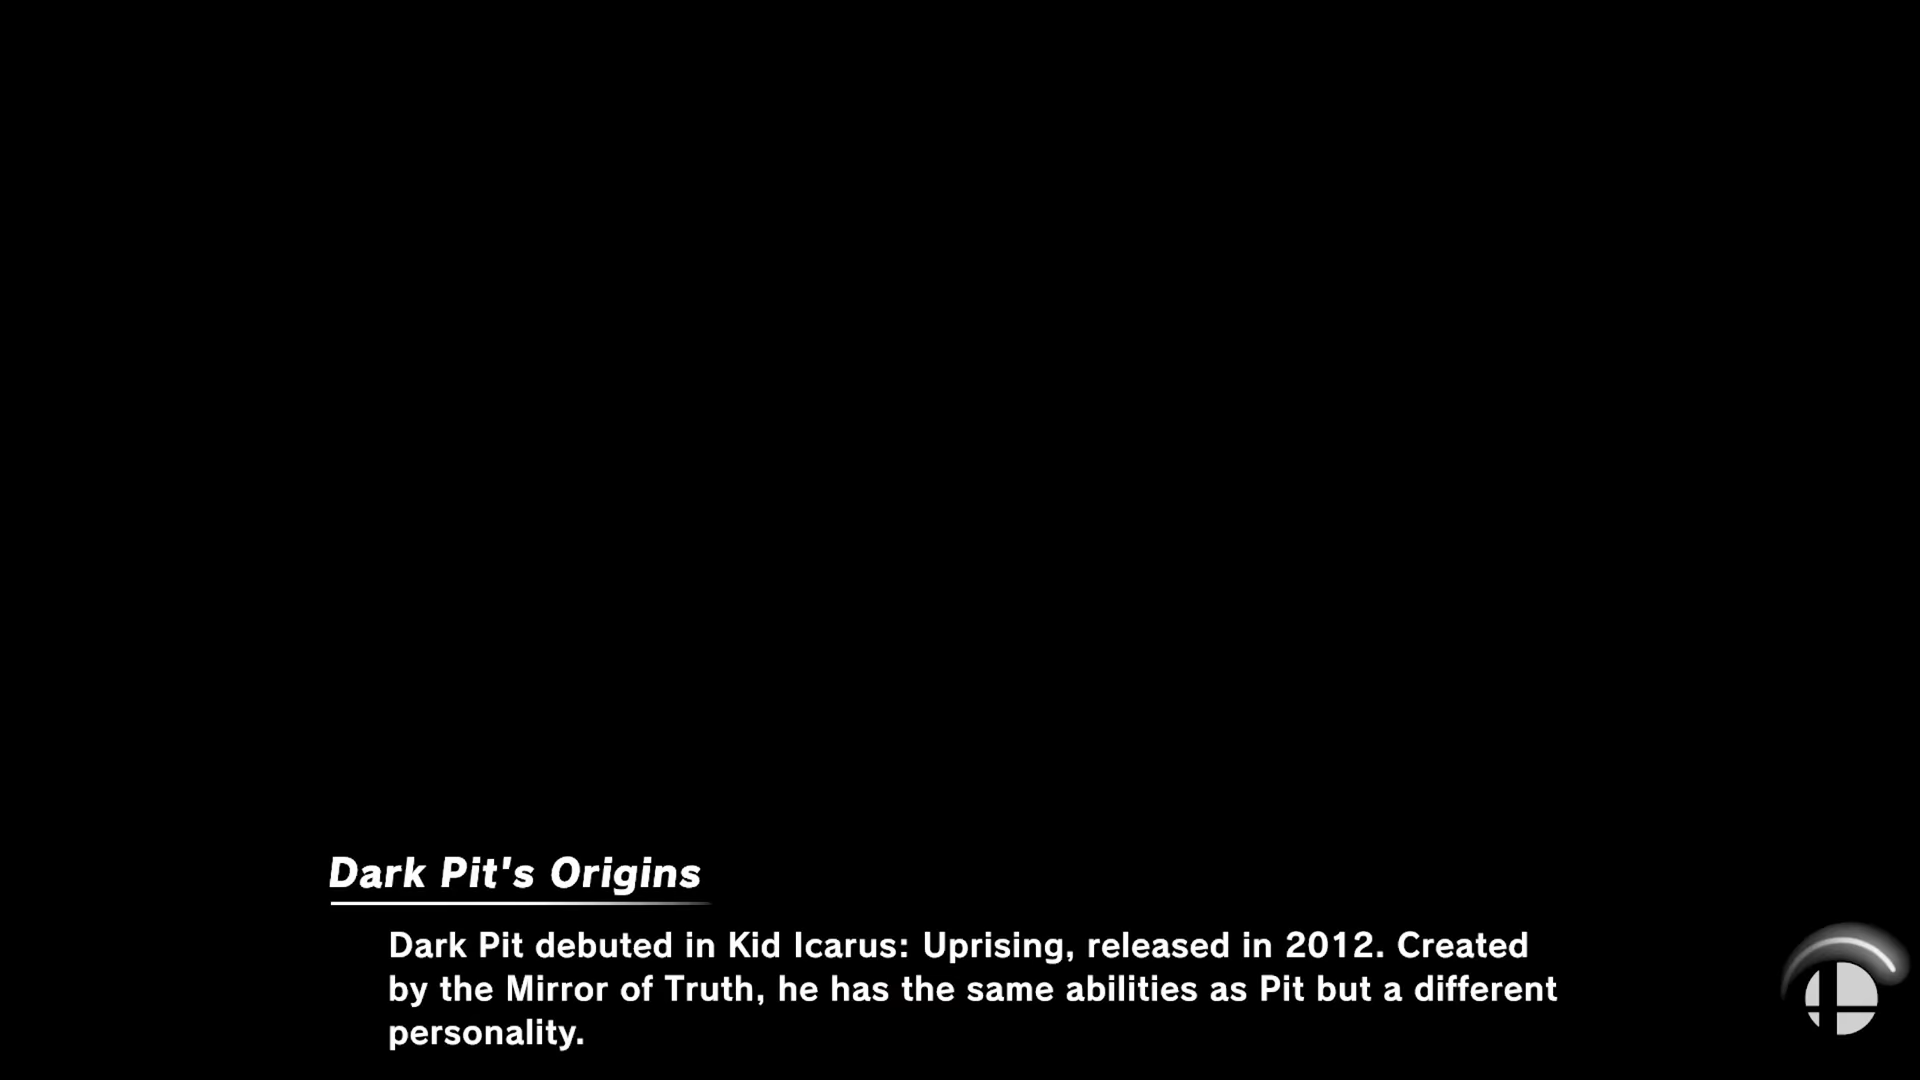 Dark Pit's Origins
Dark Pit debuted in Kid Icarus: Uprising, released in 2012. Created
by the Mirror of Truth, he has the same abilities as Pit but a different
personality.